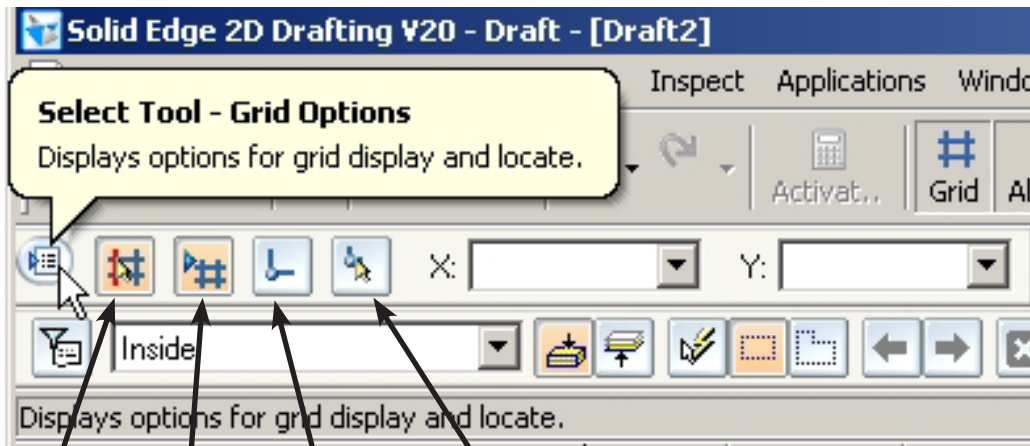 Solid Edge 2D Drafting V20 - Draft - [Draft2]
Inspect Applications Windo
Select Tool - Grid Options
Displays options for grid display and locate.
Activat.. Grid Al
X: Y:
Inside
Displays options for grid display and locate.